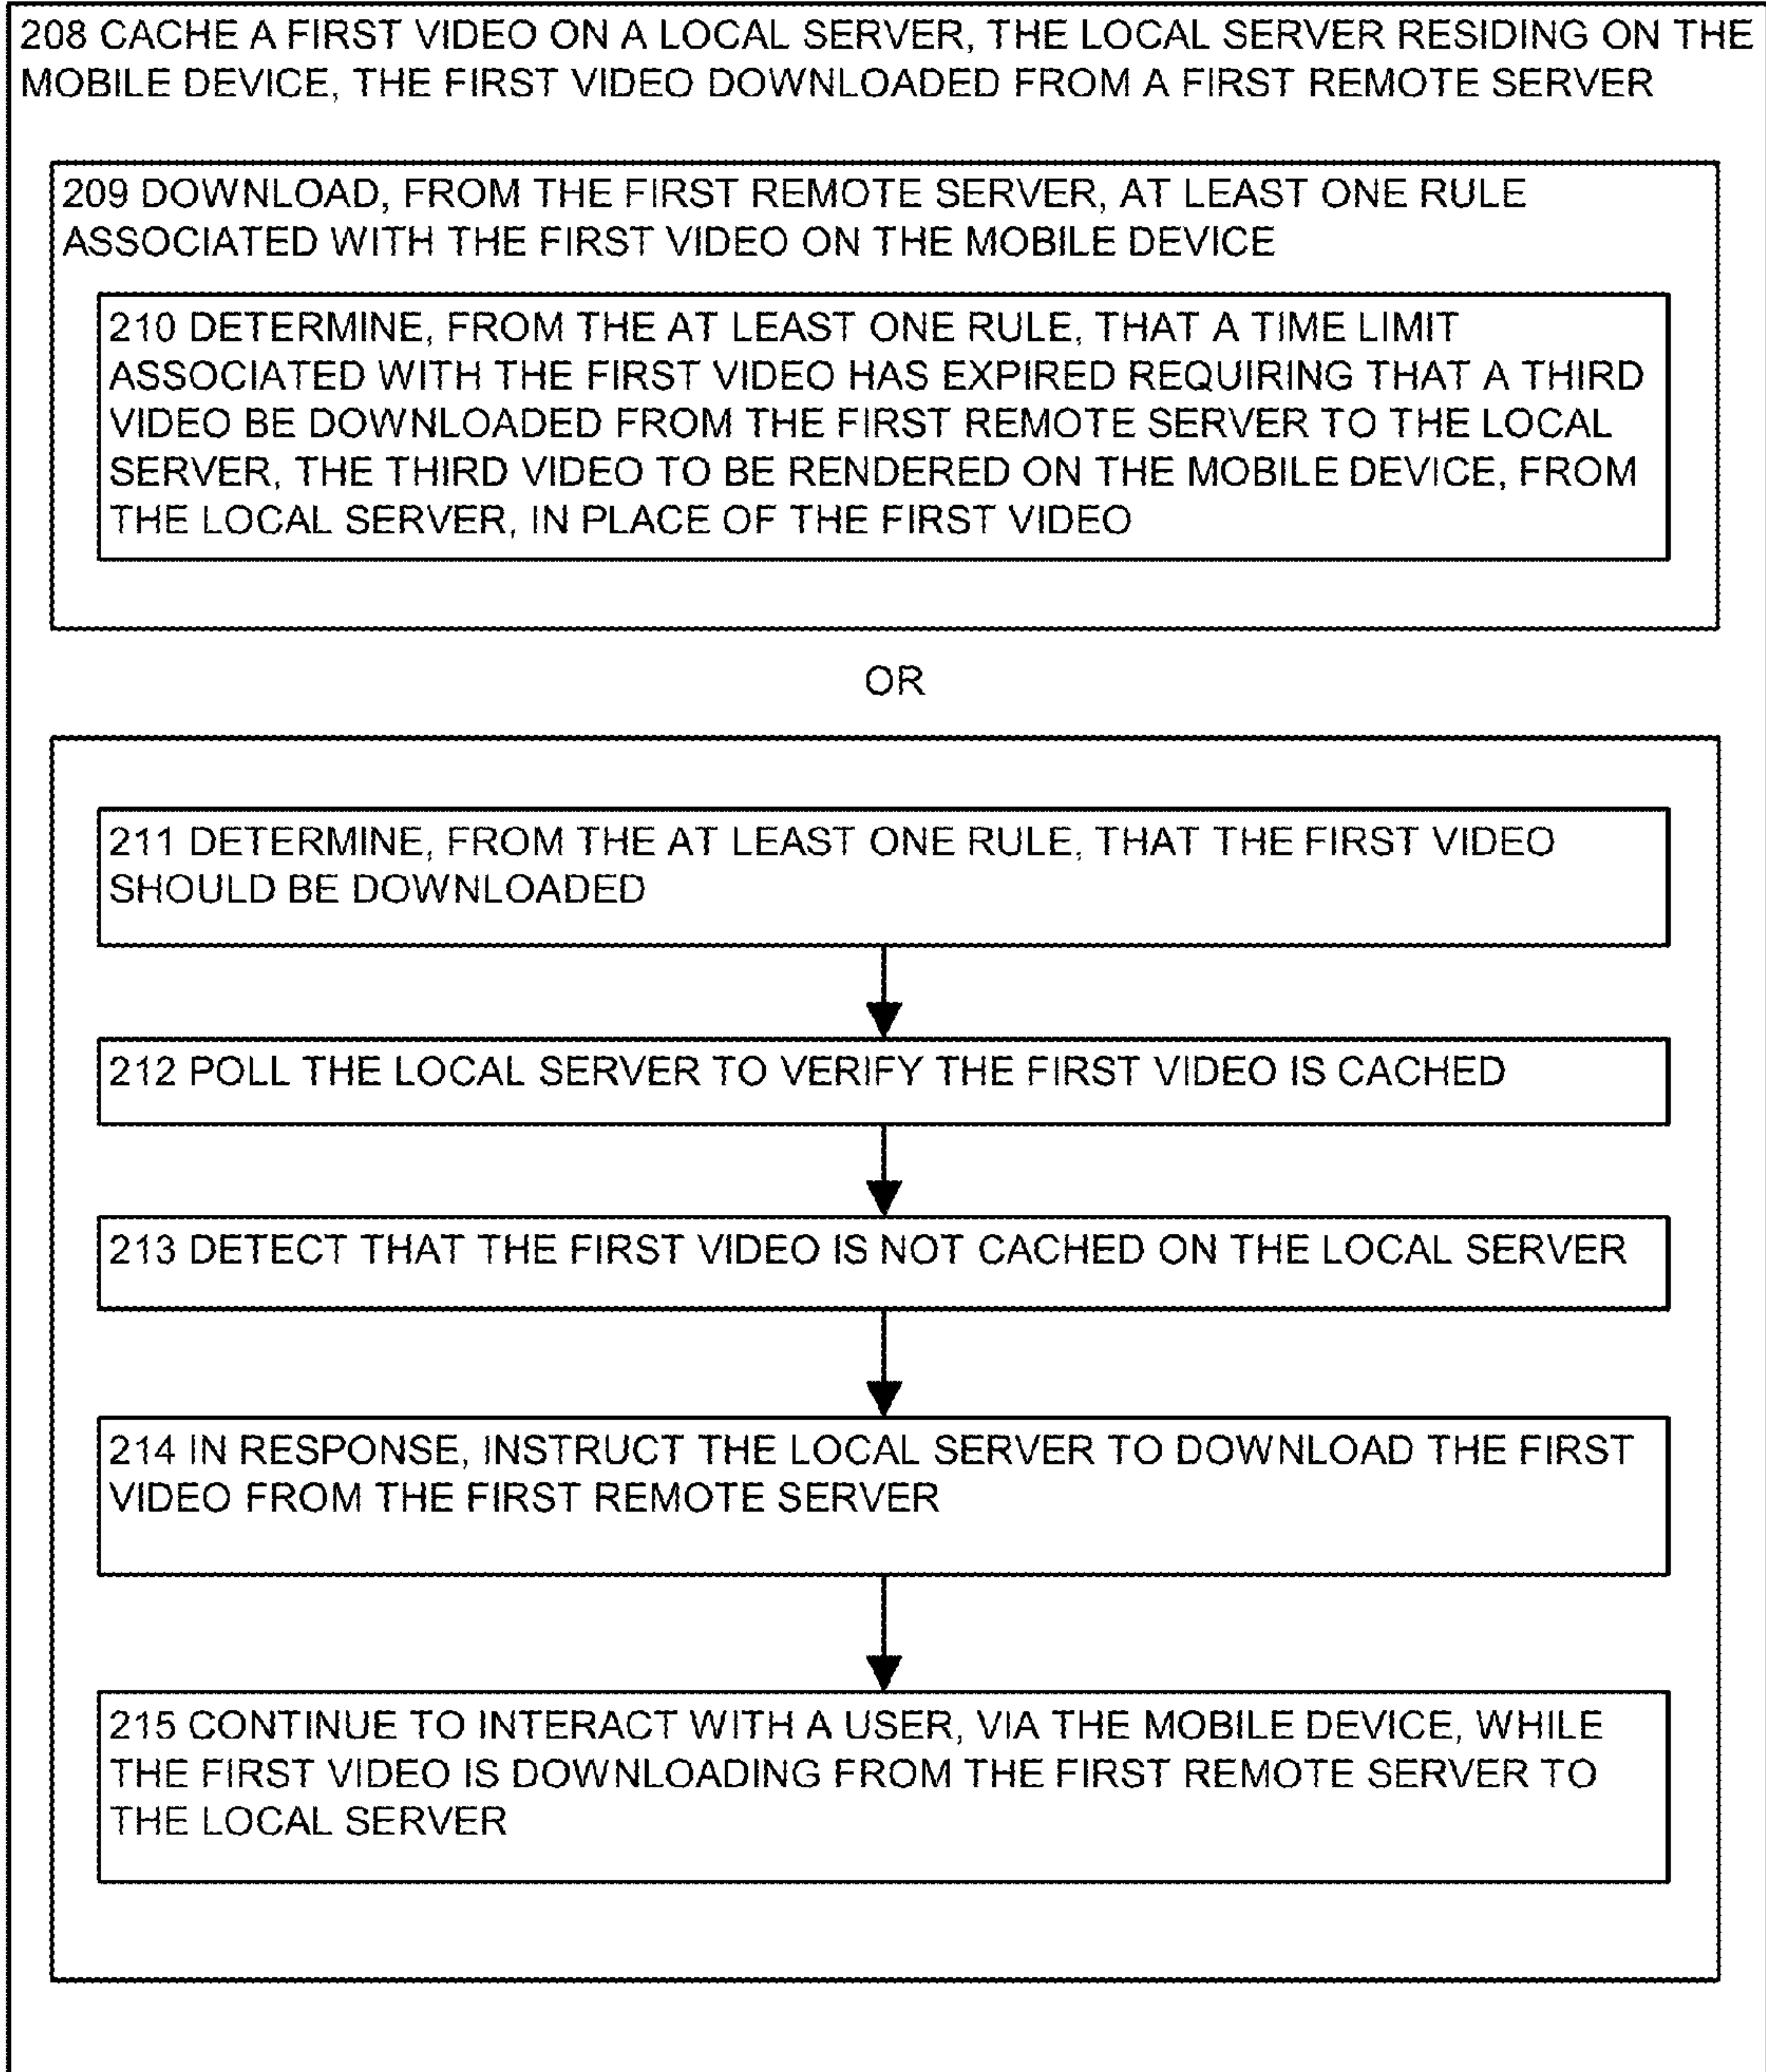 208 CACHE A FIRST VIDEO ON A LOCAL SERVER, THE LOCAL SERVER RESIDING ON THE
MOBILE DEVICE, THE FIRST VIDEO DOWNLOADED FROM A FIRST REMOTE SERVER
209 DOWNLOAD, FROM THE FIRST REMOTE SERVER, AT LEAST ONE RULE
ASSOCIATED WITH THE FIRST VIDEO ON THE MOBILE DEVICE
210 DETERMINE, FROM THE AT LEAST ONE RULE, THAT A TIME LIMIT
ASSOCIATED WITH THE FIRST VIDEO HAS EXPIRED REQUIRING THAT A THIRD
VIDEO BE DOWNLOADED FROM THE FIRST REMOTE SERVER TO THE LOCAL
SERVER, THE THIRD VIDEO TO BE RENDERED ON THE MOBILE DEVICE, FROM
THE LOCAL SERVER, IN PLACE OF THE FIRST VIDEO
OR
211 DETERMINE, FROM THE AT LEAST ONE RULE, THAT THE FIRST VIDEO
SHOULD BE DOWNLOADED
212 POLL THE LOCAL SERVER TO VERIFY THE FIRST VIDEO IS CACHED
213 DETECT THAT THE FIRST VIDEO IS NOT CACHED ON THE LOCAL SERVER
214 IN RESPONSE, INSTRUCT THE LOCAL SERVER TO DOWNLOAD THE FIRST
VIDEO FROM THE FIRST REMOTE SERVER
215 CONTINUE TO INTERACT WITH A USER, VIA THE MOBILE DEVICE, WHILE
THE FIRST VIDEO IS DOWNLOADING FROM THE FIRST REMOTE SERVER TO
THE LOCAL SERVER